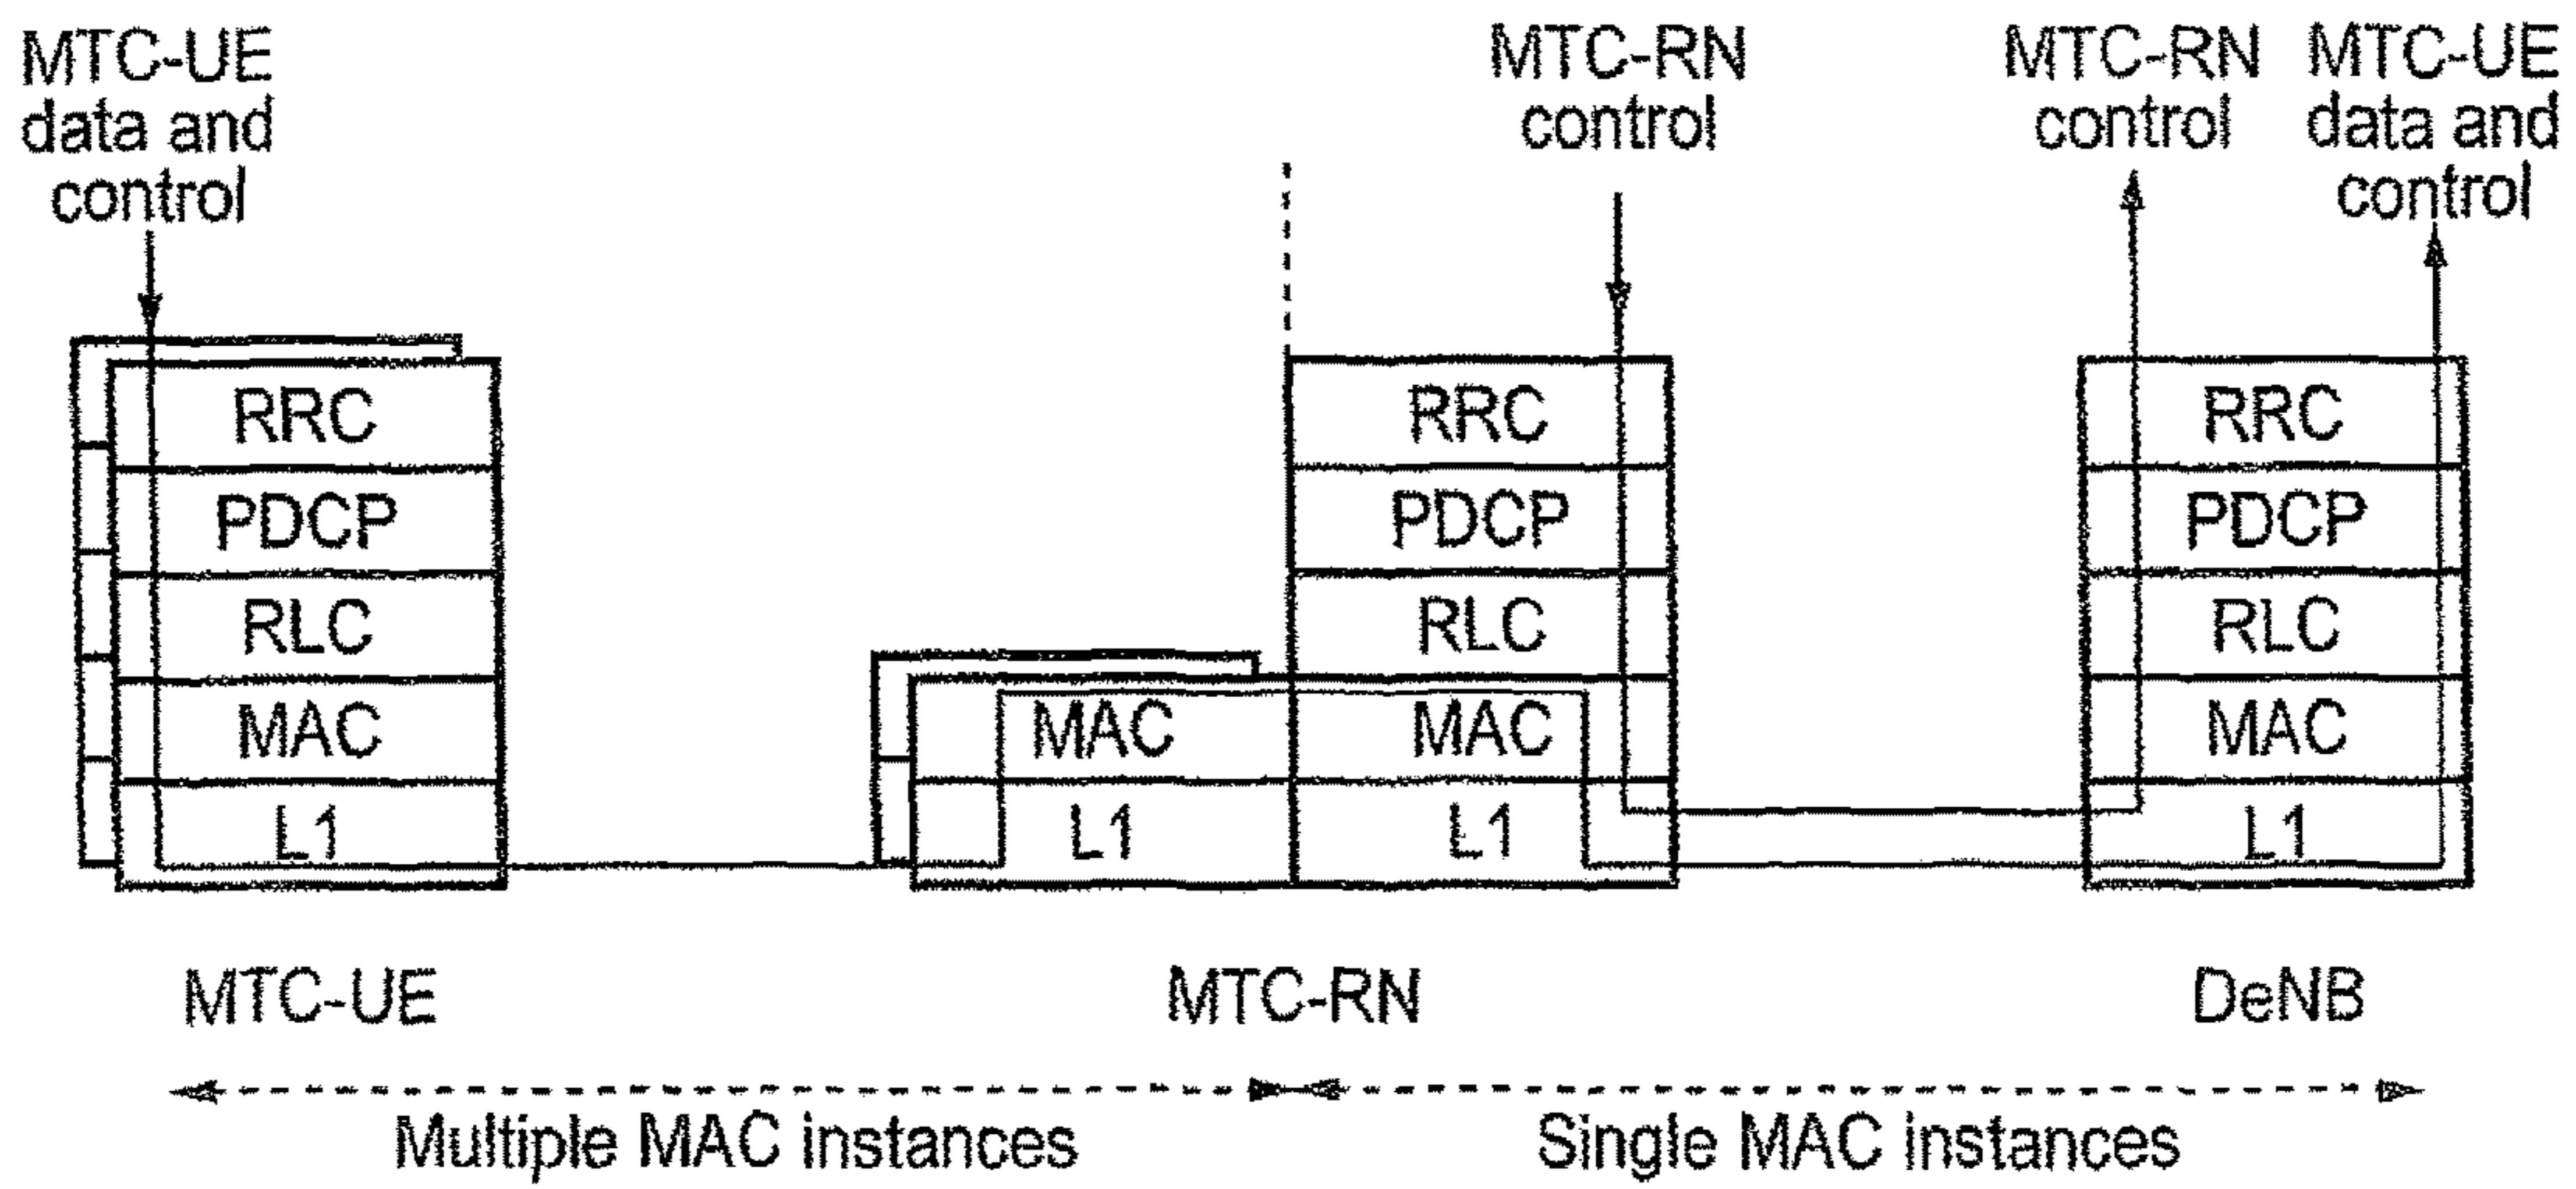 MTC-UE
data and
control
MTC-RN
control
MTC-RN
control
MTC-UE
data and
control
RRC
PDCP
RLC
MAC
L1
MAC
L1
RRC
PDCP
RLC
MAC
L1
RRC
PDCP
RLC
MAC
L1
MTC-UE
MTC-RN
DeNB
Multiple MAC instances
Single MAC instances